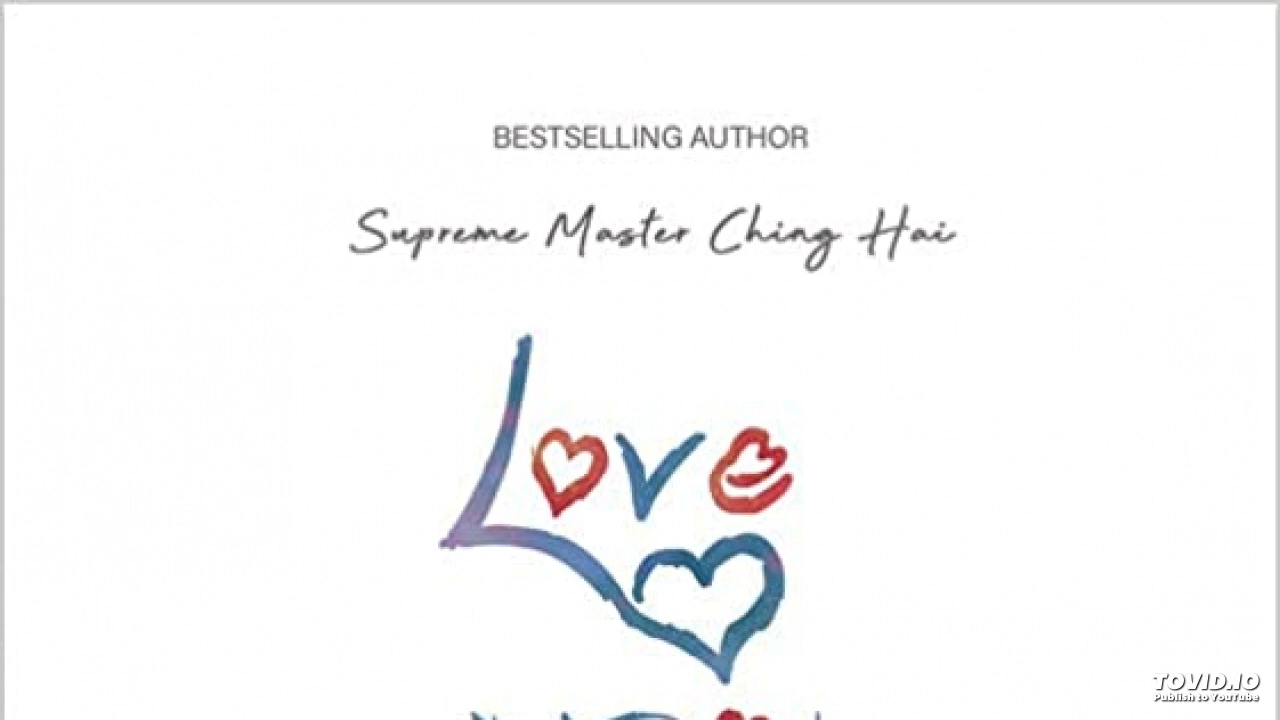 BESTSELLING AUTHOR
Supreme Master Ching Hai
Love
TOVID.IO
Publish to YouTube